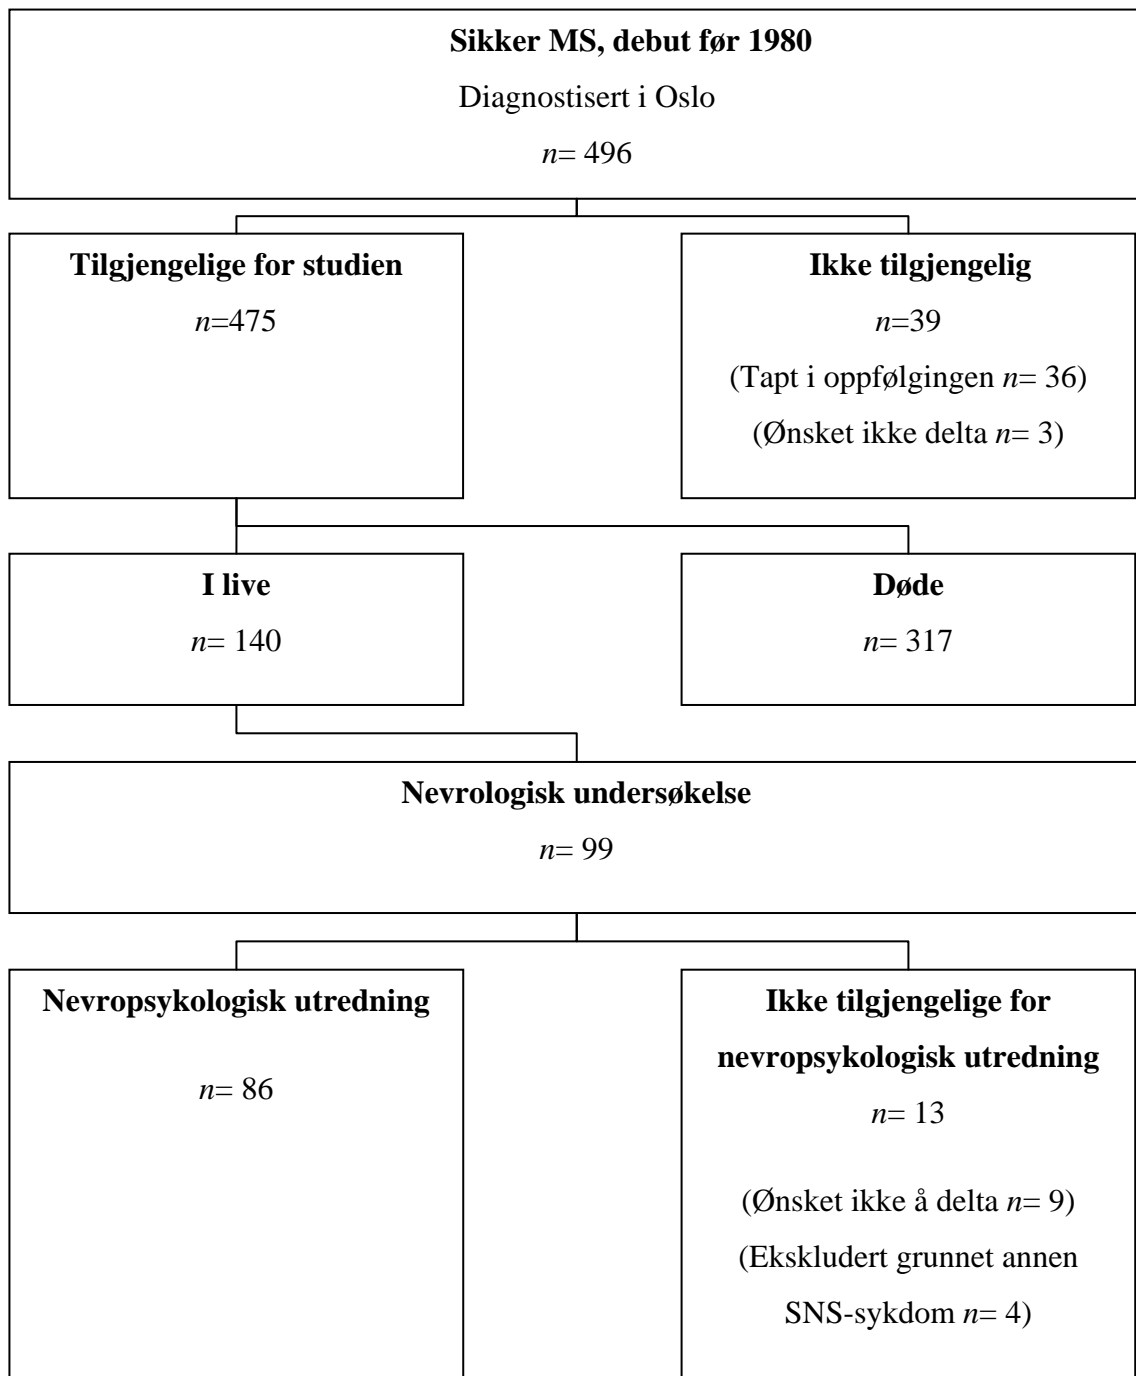 Sikker MS, debut før 1980
Diagnostisert i Oslo
n= 496
Tilgjengelige for studien
n=475
Ikke tilgjengelig
n=39
(Tapt i oppfølgingen n= 36)
(Ønsket ikke delta n= 3)
I live
n= 140
Døde
n= 317
Nevrologisk undersøkelse
n= 99
Nevropsykologisk utredning
n= 86
Ikke tilgjengelige for
nevropsykologisk utredning
n= 13
(Ønsket ikke å delta n= 9)
(Ekskludert grunnet annen
SNS-sykdom n= 4)